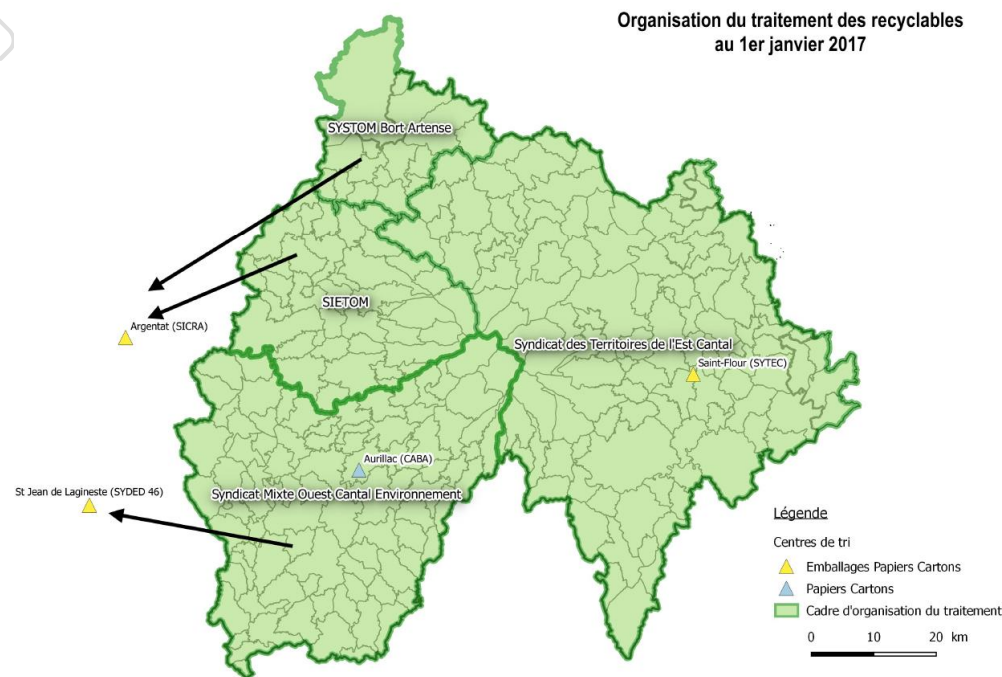 Organisation du traitement des recyclables
au 1er janvier 2017
SYSTOM Bort Artense
SIETOM
Argentat (SICRA)
Syndicat des Territoires de l'Est Cantal
Saint-Flour (SYTEC)
Aurillac (CABA)
Syndicat Mixte Ouest Cantal Environnement
St Jean de Lagineste (SYDED 46)
Légende
Centres de tri
Emballages Papiers Cartons
Papiers Cartons
Cadre d'organisation du traitement
0 10 20 km